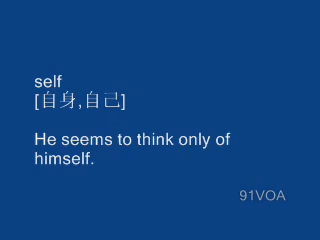 self
[自身,自己]
He seems to think only of
himself.
91VOA